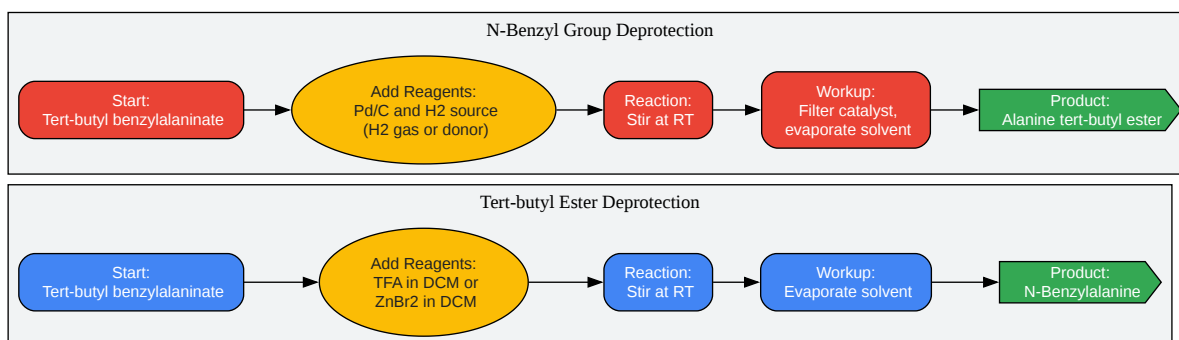 N-Benzyl Group Deprotection
Start:
Tert-butyl benzylalaninate
Add Reagents:
Pd/C and H2 source
(H2 gas or donor)
Reaction:
Stir at RT
Workup:
Filter catalyst,
evaporate solvent
Product:
Alanine tert-butyl ester
Tert-butyl Ester Deprotection
Start:
Tert-butyl benzylalaninate
Add Reagents:
TFA in DCM or
ZnBr2 in DCM
Reaction:
Stir at RT
Workup:
Evaporate solvent
Product:
N-Benzylalanine